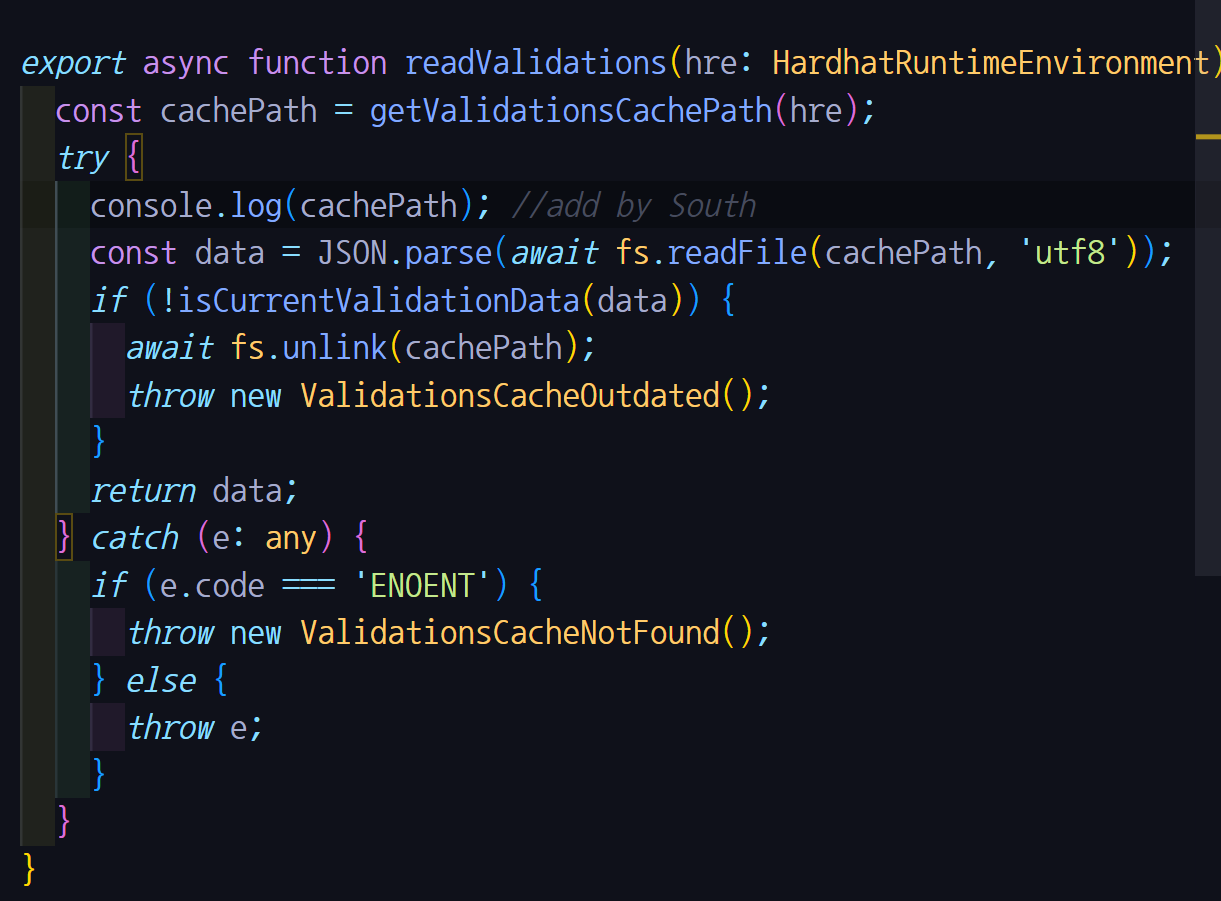 export async function readValidations(hre: HardhatRuntimeEnvironment)
const cachePath = getValidationsCachePath(hre);
try {
console.log(cachePath); //add by South
const data = JSON.parse(await fs.readFile(cachePath, 'utf8'));
if (!isCurrentValidationData(data)) {
await fs.unlink(cachePath);
throw new ValidationsCacheOutdated();
}
return data;
} catch (e: any) {
if (e.code === 'ENOENT') {
throw new ValidationsCacheNotFound();
} else {
throw e;
}
}
}